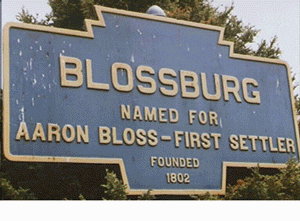 BLOSSBURG
NAMED FOR
AARON BLOSS-FIRST SETTLER
FOUNDED
1802